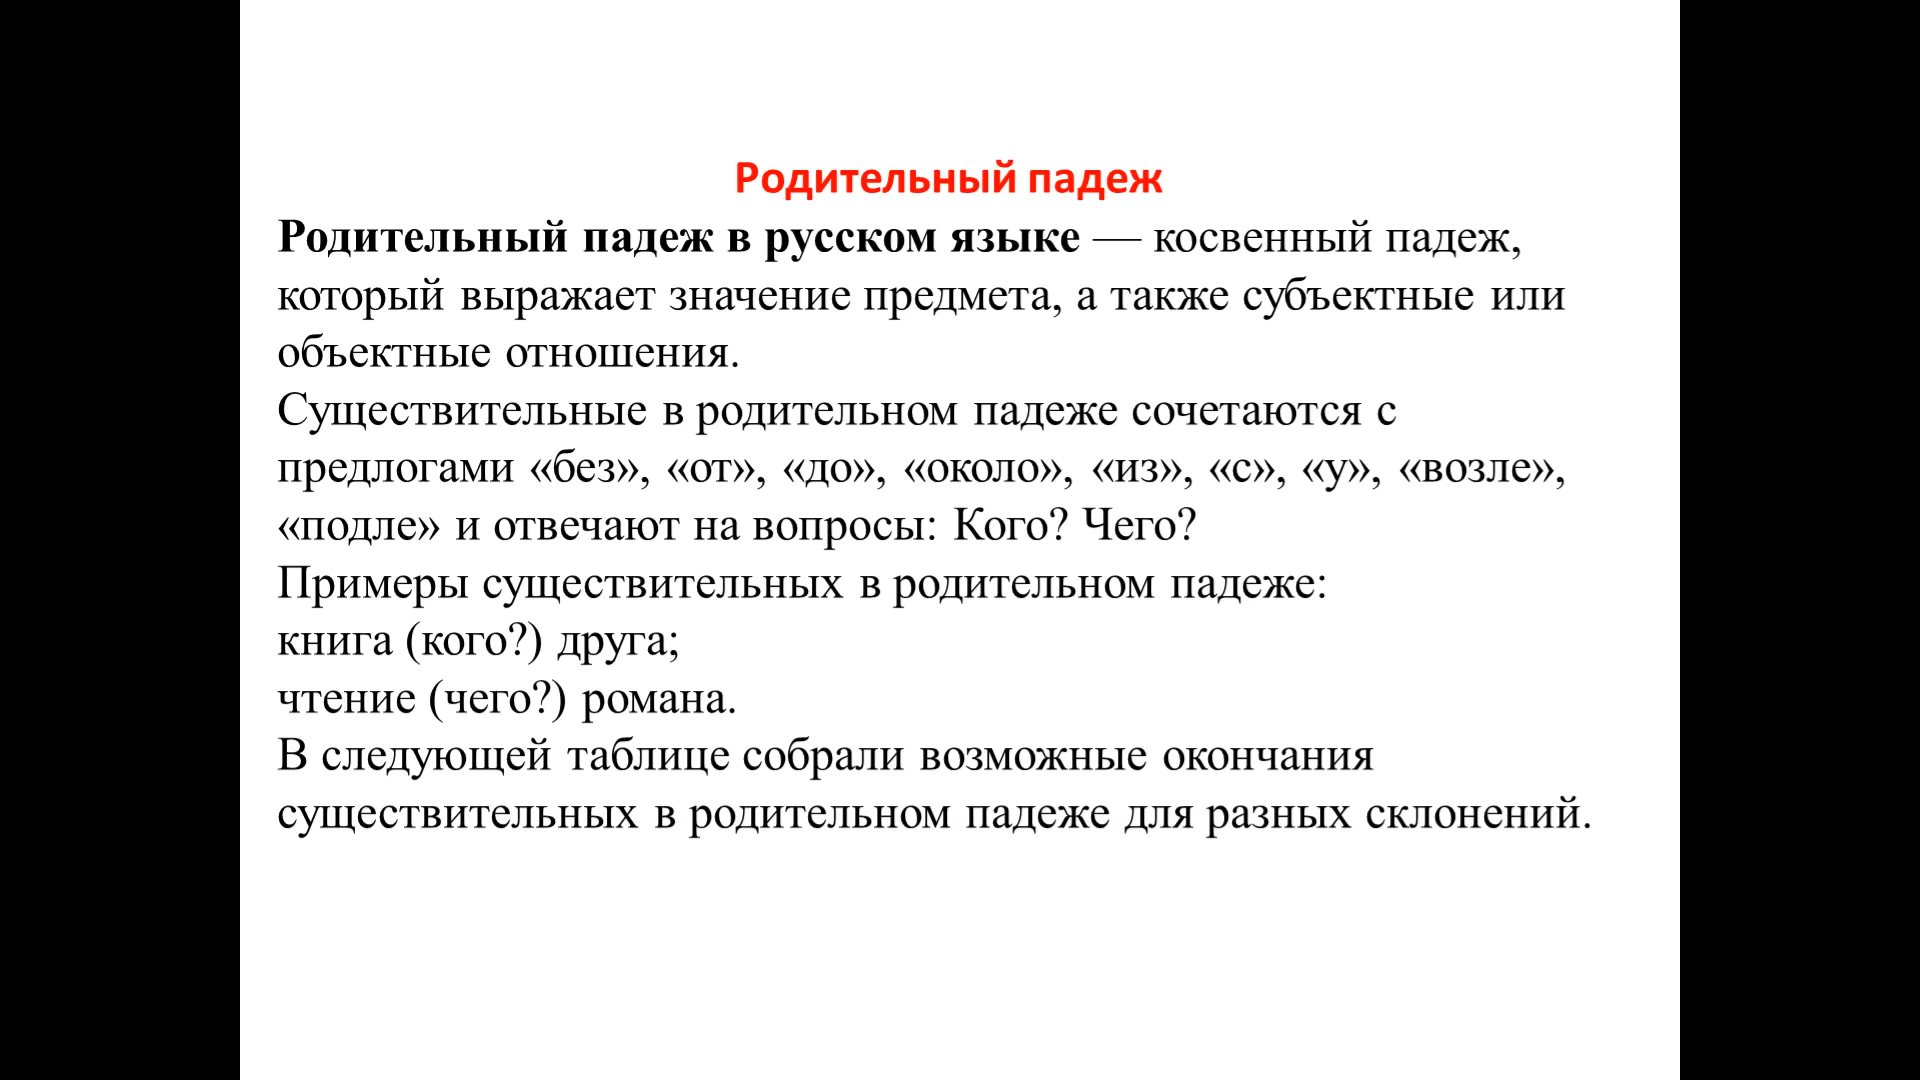 Родительный падеж
Родительный падеж в русском языке — косвенный падеж,
который выражает значение предмета, а также субъектные или
объектные отношения.
Существительные в родительном падеже сочетаются с
предлогами «без», «от», «до», «около», «из», «с», «у», «возле»,
«подле» и отвечают на вопросы: Кого? Чего?
Примеры существительных в родительном падеже:
книга (кого?) друга;
чтение (чего?) романа.
В следующей таблице собрали возможные окончания
существительных в родительном падеже для разных склонений.